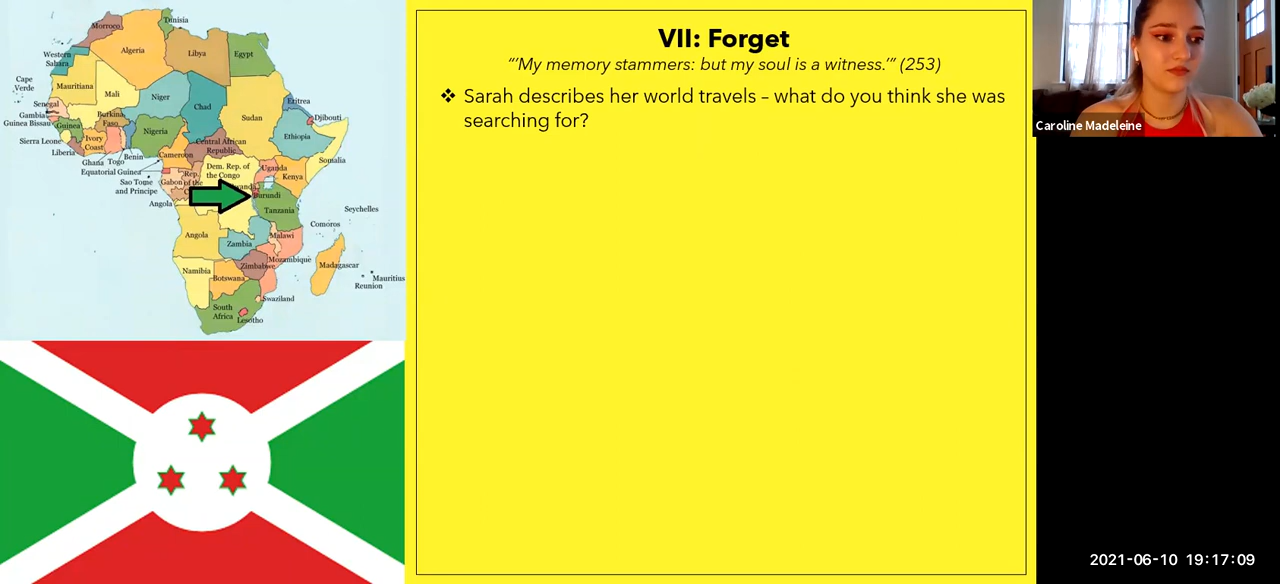 Tunisia
Morocco
Algeria
Libya
Egypt
Western
Sahara
Cape
Verde
Mauritiana
Mali
Niger
Chad
Sudan
Eritrea
Djibouti
Senegal
Gambia
Guinea Bissau
Guinea
Burkina
Faso
Nigeria
Ethiopia
Sierra Leone
Ivory
Coast
Liberia
Ghana
Togo
Benin
Cameroon
Central African
Republic
Somalia
Equatorial Guinea
Sao Tome
and Principe
Gabon
Rep.
of the
Dem. Rep. of
the Congo
Uganda
Kenya
Burundi
Tanzania
Angola
Seychelles
Comoros
Angola
Zambia
Malawi
Mozambique
Zimbabwe
Madagascar
Mauritius
Reunion
Namibia
Botswana
Swaziland
South
Africa
Lesotho
VII: Forget
“‘My memory stammers: but my soul is a witness.’” (253)
❖ Sarah describes her world travels – what do you think she was
searching for?
Caroline Madeleine
2021-06-10 19:17:09